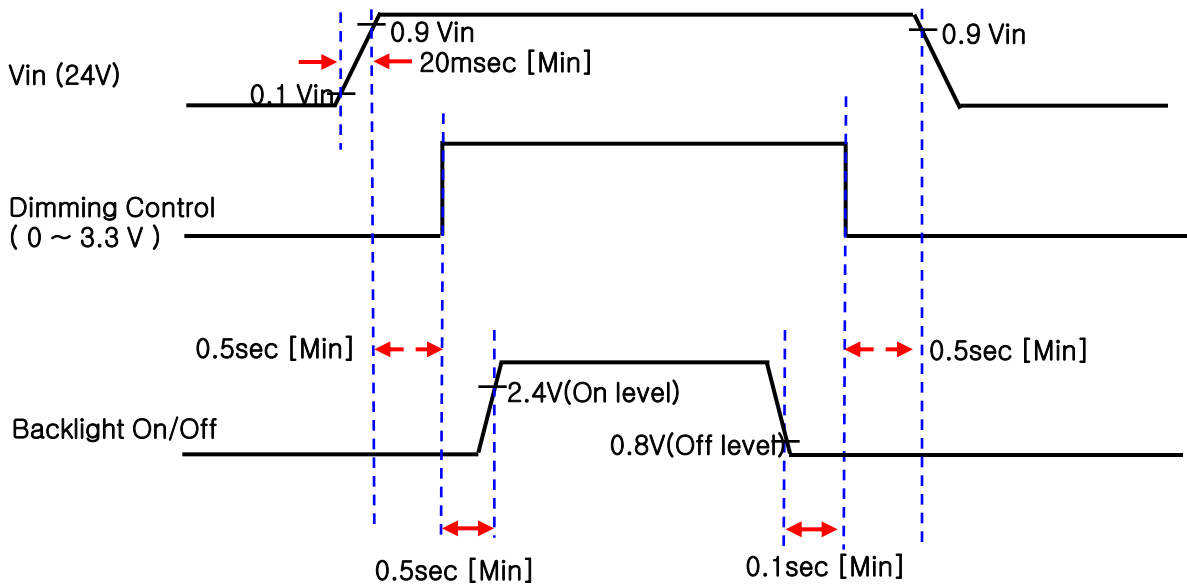 0.9 Vin
0.9 Vin
20msec [Min]
Vin (24V)
0.1 Vin
Dimming Control
( 0 ～ 3.3 V )
0.5sec [Min]
0.5sec [Min]
2.4V(On level)
Backlight On/Off
0.8V(Off level)
0.5sec [Min]
0.1sec [Min]